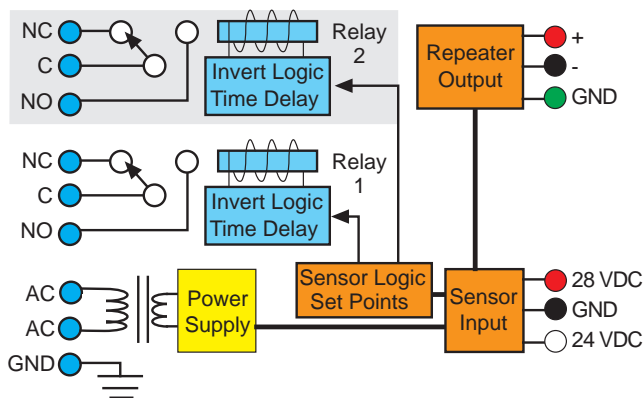 NC
C
NO
Relay
2
Invert Logic
Time Delay
Repeater
Output
+
-
GND
NC
C
NO
Relay
1
Invert Logic
Time Delay
AC
AC
GND
Power
Supply
Sensor Logic
Set Points
Sensor
Input
28 VDC
GND
24 VDC